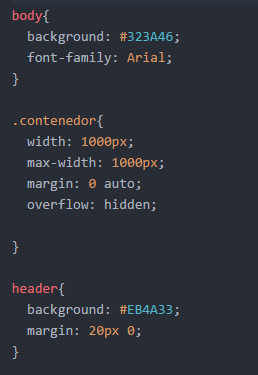 body{
  background: #323A46;
  font-family: Arial;
}

.contenedor{
  width: 1000px;
  max-width: 1000px;
  margin: 0 auto;
  overflow: hidden;

}

header{
  background: #EB4A33;
  margin: 20px 0;
}